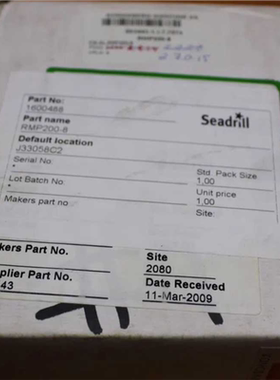 Seadrill
Part No:
1600488
Part name
RMP200-8
Default location
J33058C2
Serial No:
Std. Pack Size
1,00
Lot Batch No:
Unit price
1,00
Makers part No:
Site:
kers Part No.
Site
2080
plier Part No.
43
Date Received
11-Mar-2009